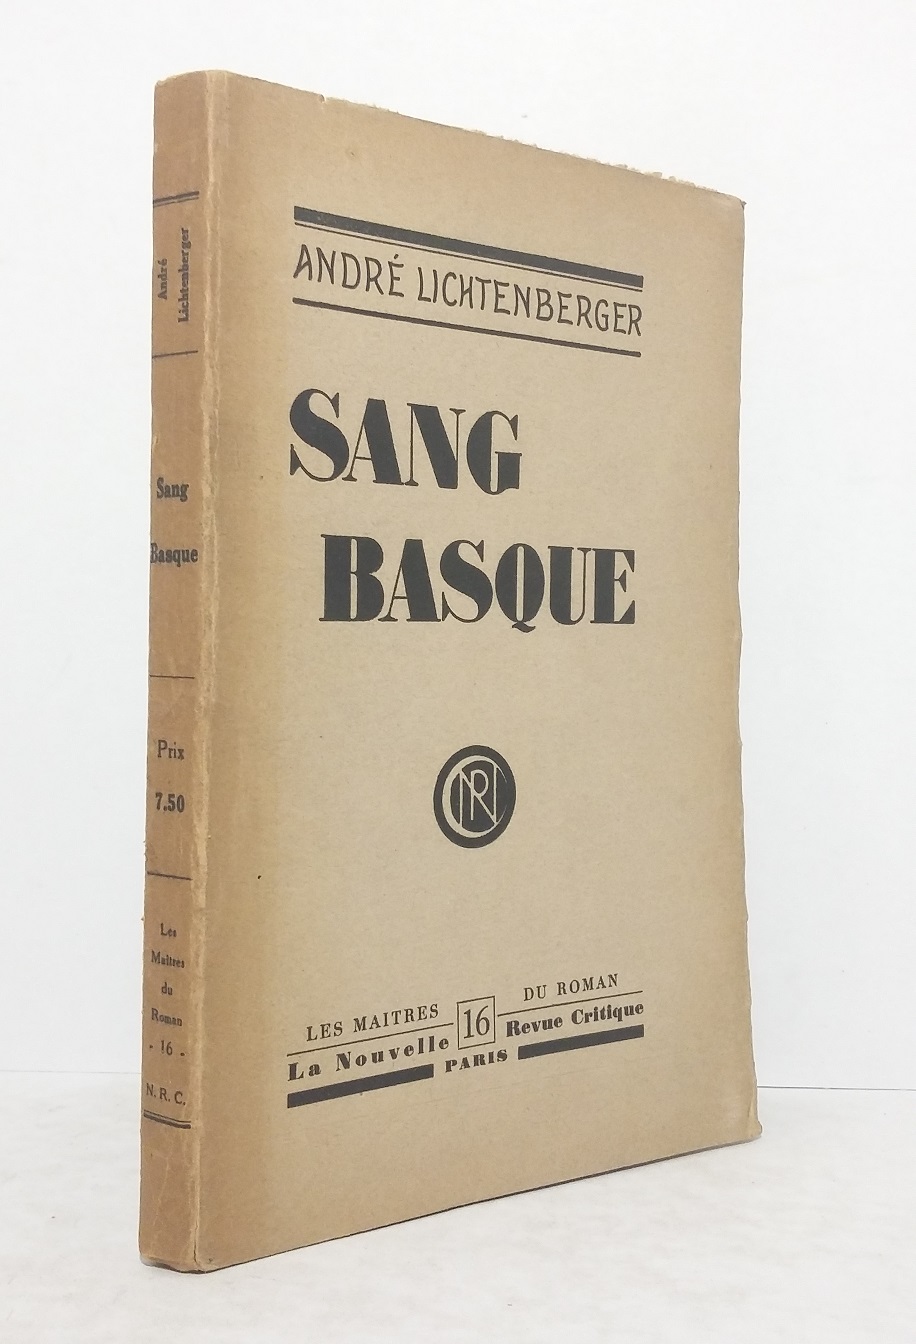 André
Lichtenberger
Sang
Basque
Prix
7.50
Les
Maîtres
du
Roman
- 16 -
N. R. C.
ANDRÉ LICHTENBERGER
SANG
BASQUE
NRC
LES MAITRES 16 DU ROMAN
La Nouvelle Revue Critique
PARIS